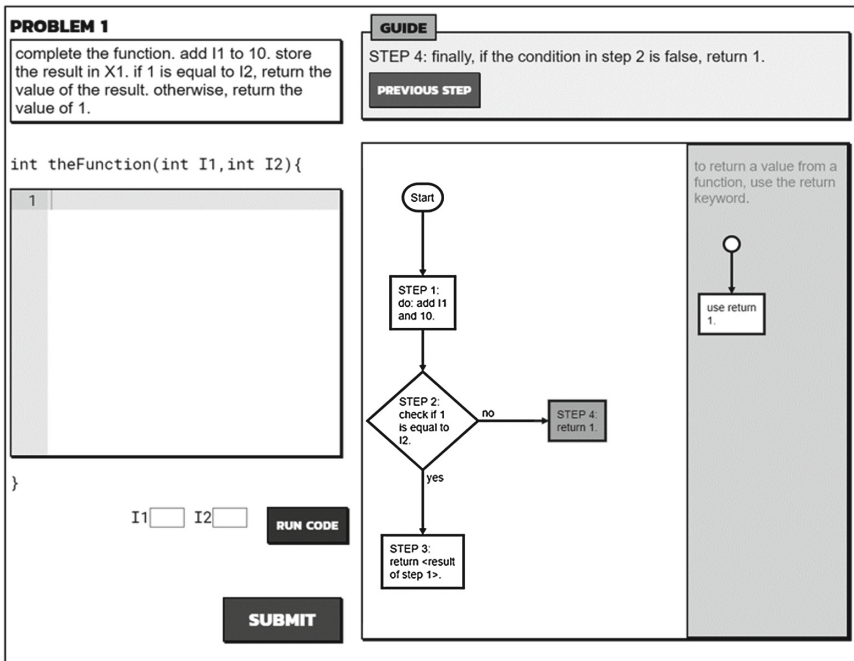 PROBLEM 1
complete the function. add I1 to 10. store
the result in X1. if 1 is equal to I2, return the
value of the result. otherwise, return the
value of 1.
int theFunction(int I1,int I2){
1
}
I1
I2
RUN CODE
SUBMIT
GUIDE
STEP 4: finally, if the condition in step 2 is false, return 1.
PREVIOUS STEP
Start
STEP 1:
do: add I1
and 10.
STEP 2:
check if 1
is equal to
I2.
no
STEP 4:
return 1.
yes
STEP 3:
return <result
of step 1>.
to return a value from a
function, use the return
keyword.
use return
1.